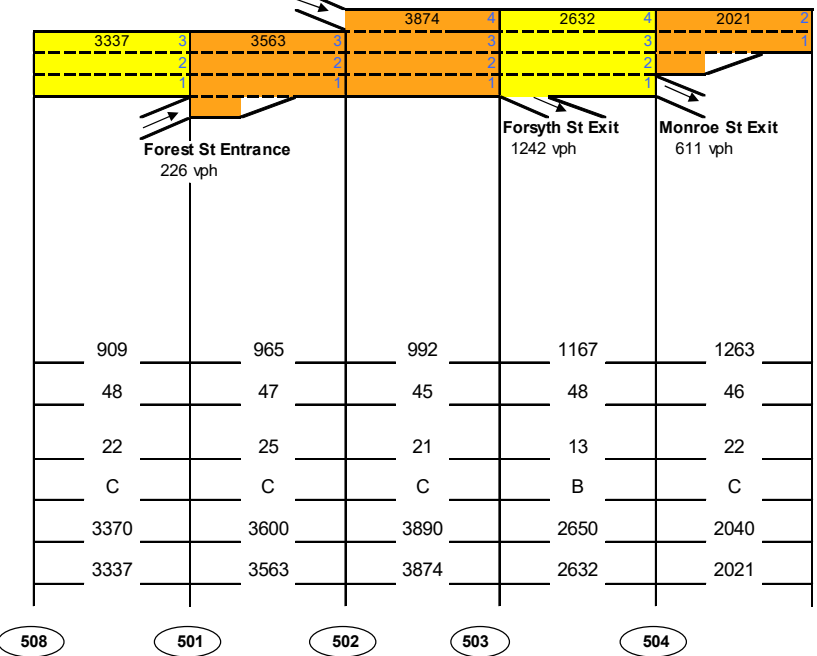 3874 4 2632 4 2021 2
3337 3 3563 3 3 3 1
2 2 2 2
1 1 1 1
Forest St Entrance
226 vph
Forsyth St Exit
1242 vph
Monroe St Exit
611 vph
909 965 992 1167 1263
48 47 45 48 46
22 25 21 13 22
C C C B C
3370 3600 3890 2650 2040
3337 3563 3874 2632 2021
508 501 502 503 504